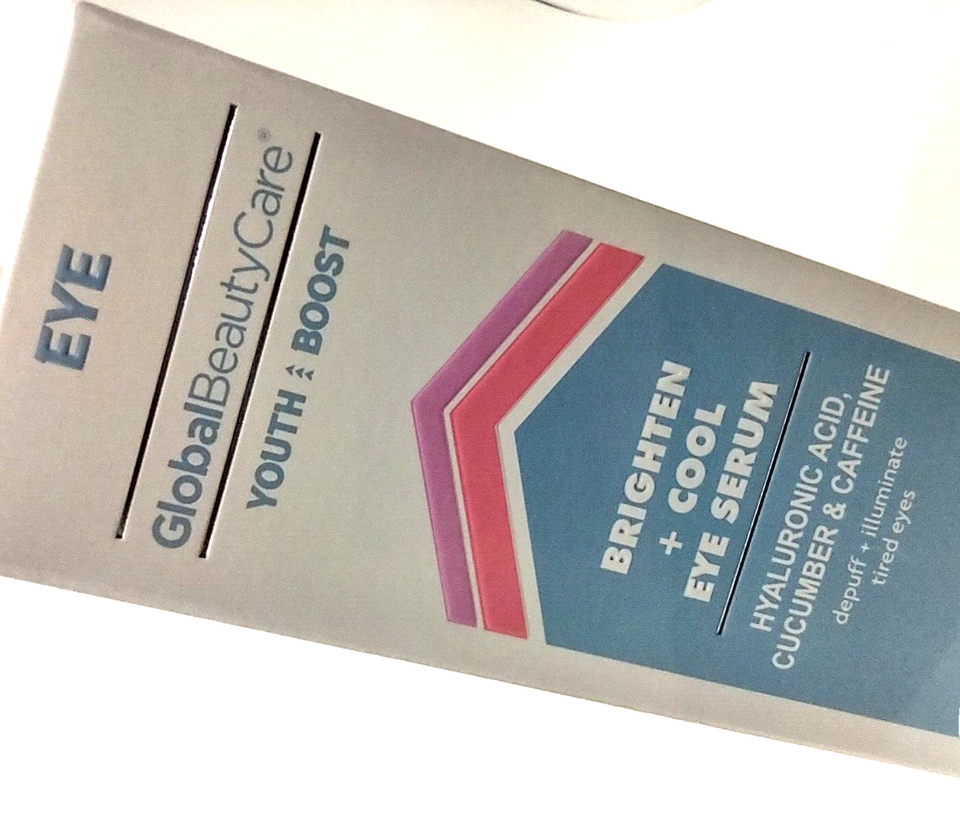 EYE
GlobalBeautyCare®
YOUTH BOOST
BRIGHTEN
+ COOL
EYE SERUM
HYALURONIC ACID,
CUCUMBER & CAFFEINE
depuff + illuminate
tired eyes